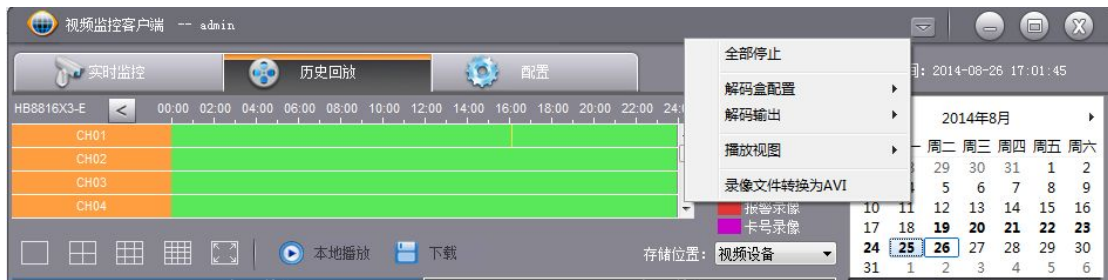 视频监控客户端 -- admin
实时监控
历史回放
配置
间: 2014-08-26 17:01:45
全部停止
解码盒配置
解码输出
播放视图
录像文件转换为AVI
HB8816X3-E < 00:00 02:00 04:00 06:00 08:00 10:00 12:00 14:00 16:00 18:00 20:00 22:00 24:
CH01
CH02
CH03
CH04
报警录像
卡号录像
2014年8月
一 周二 周三 周四 周五 周六
29 30 31 1 2
5 6 7 8 9
10 11 12 13 14 15 16
17 18 19 20 21 22 23
24 25 26 27 28 29 30
31 1 2 3 4 5 6
本地播放
下载
存储位置: 视频设备